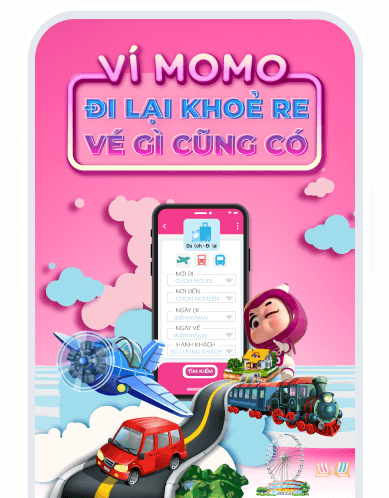 VÍ MOMO
ĐI LẠI KHOẺ RE
VÉ GÌ CŨNG CÓ
Du lịch - Đi lại
NƠI ĐI
CHỌN NƠI ĐI
NƠI ĐẾN
CHỌN NƠI ĐẾN
NGÀY ĐI
dd/mm/yyyy
NGÀY VỀ
dd/mm/yyyy
HÀNH KHÁCH
SỐ LƯỢNG KHÁCH
TÌM KIẾM